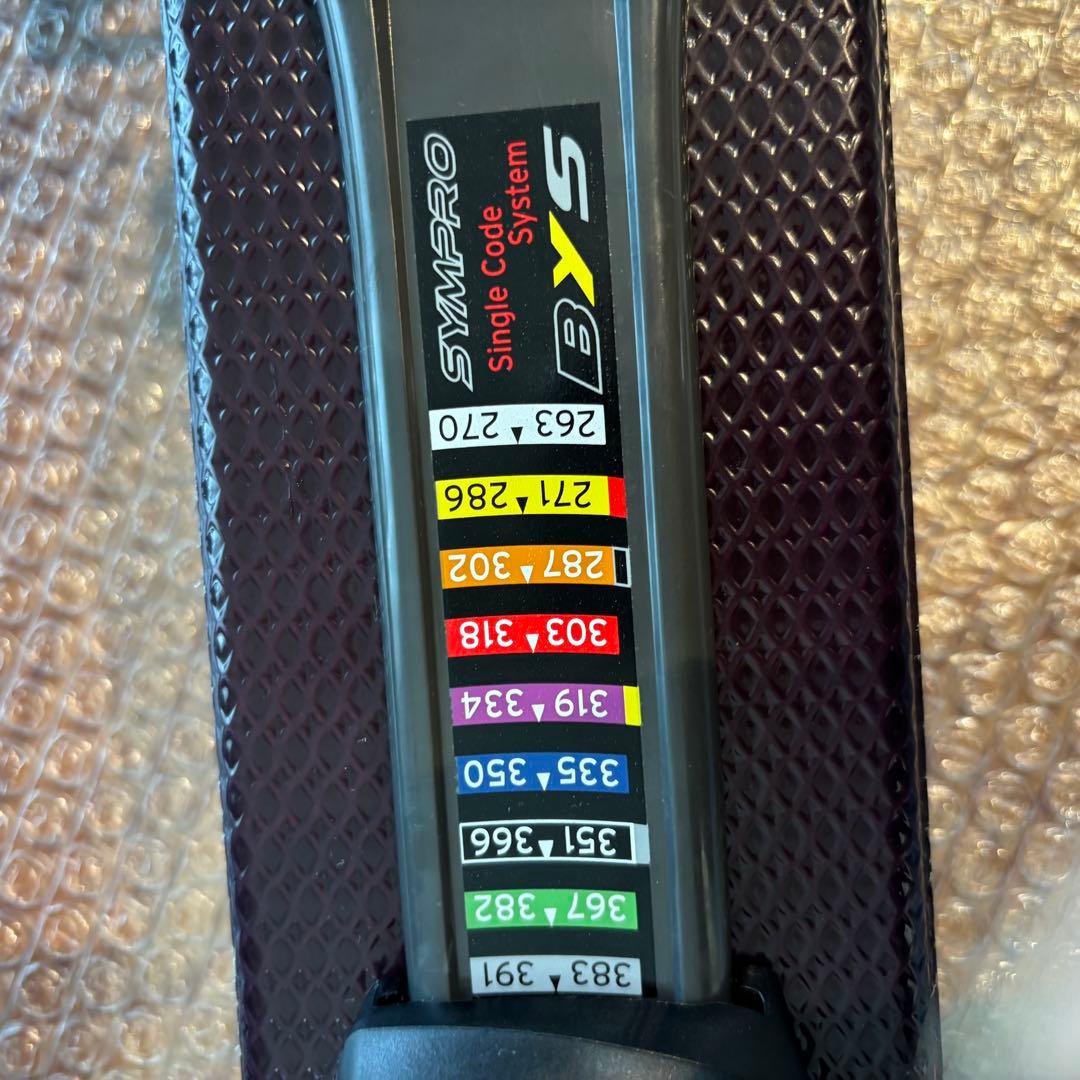 SYMPRO
Single Code
System
BYS
263 270
271 286
287 302
303 318
319 334
335 350
351 366
367 382
383 391